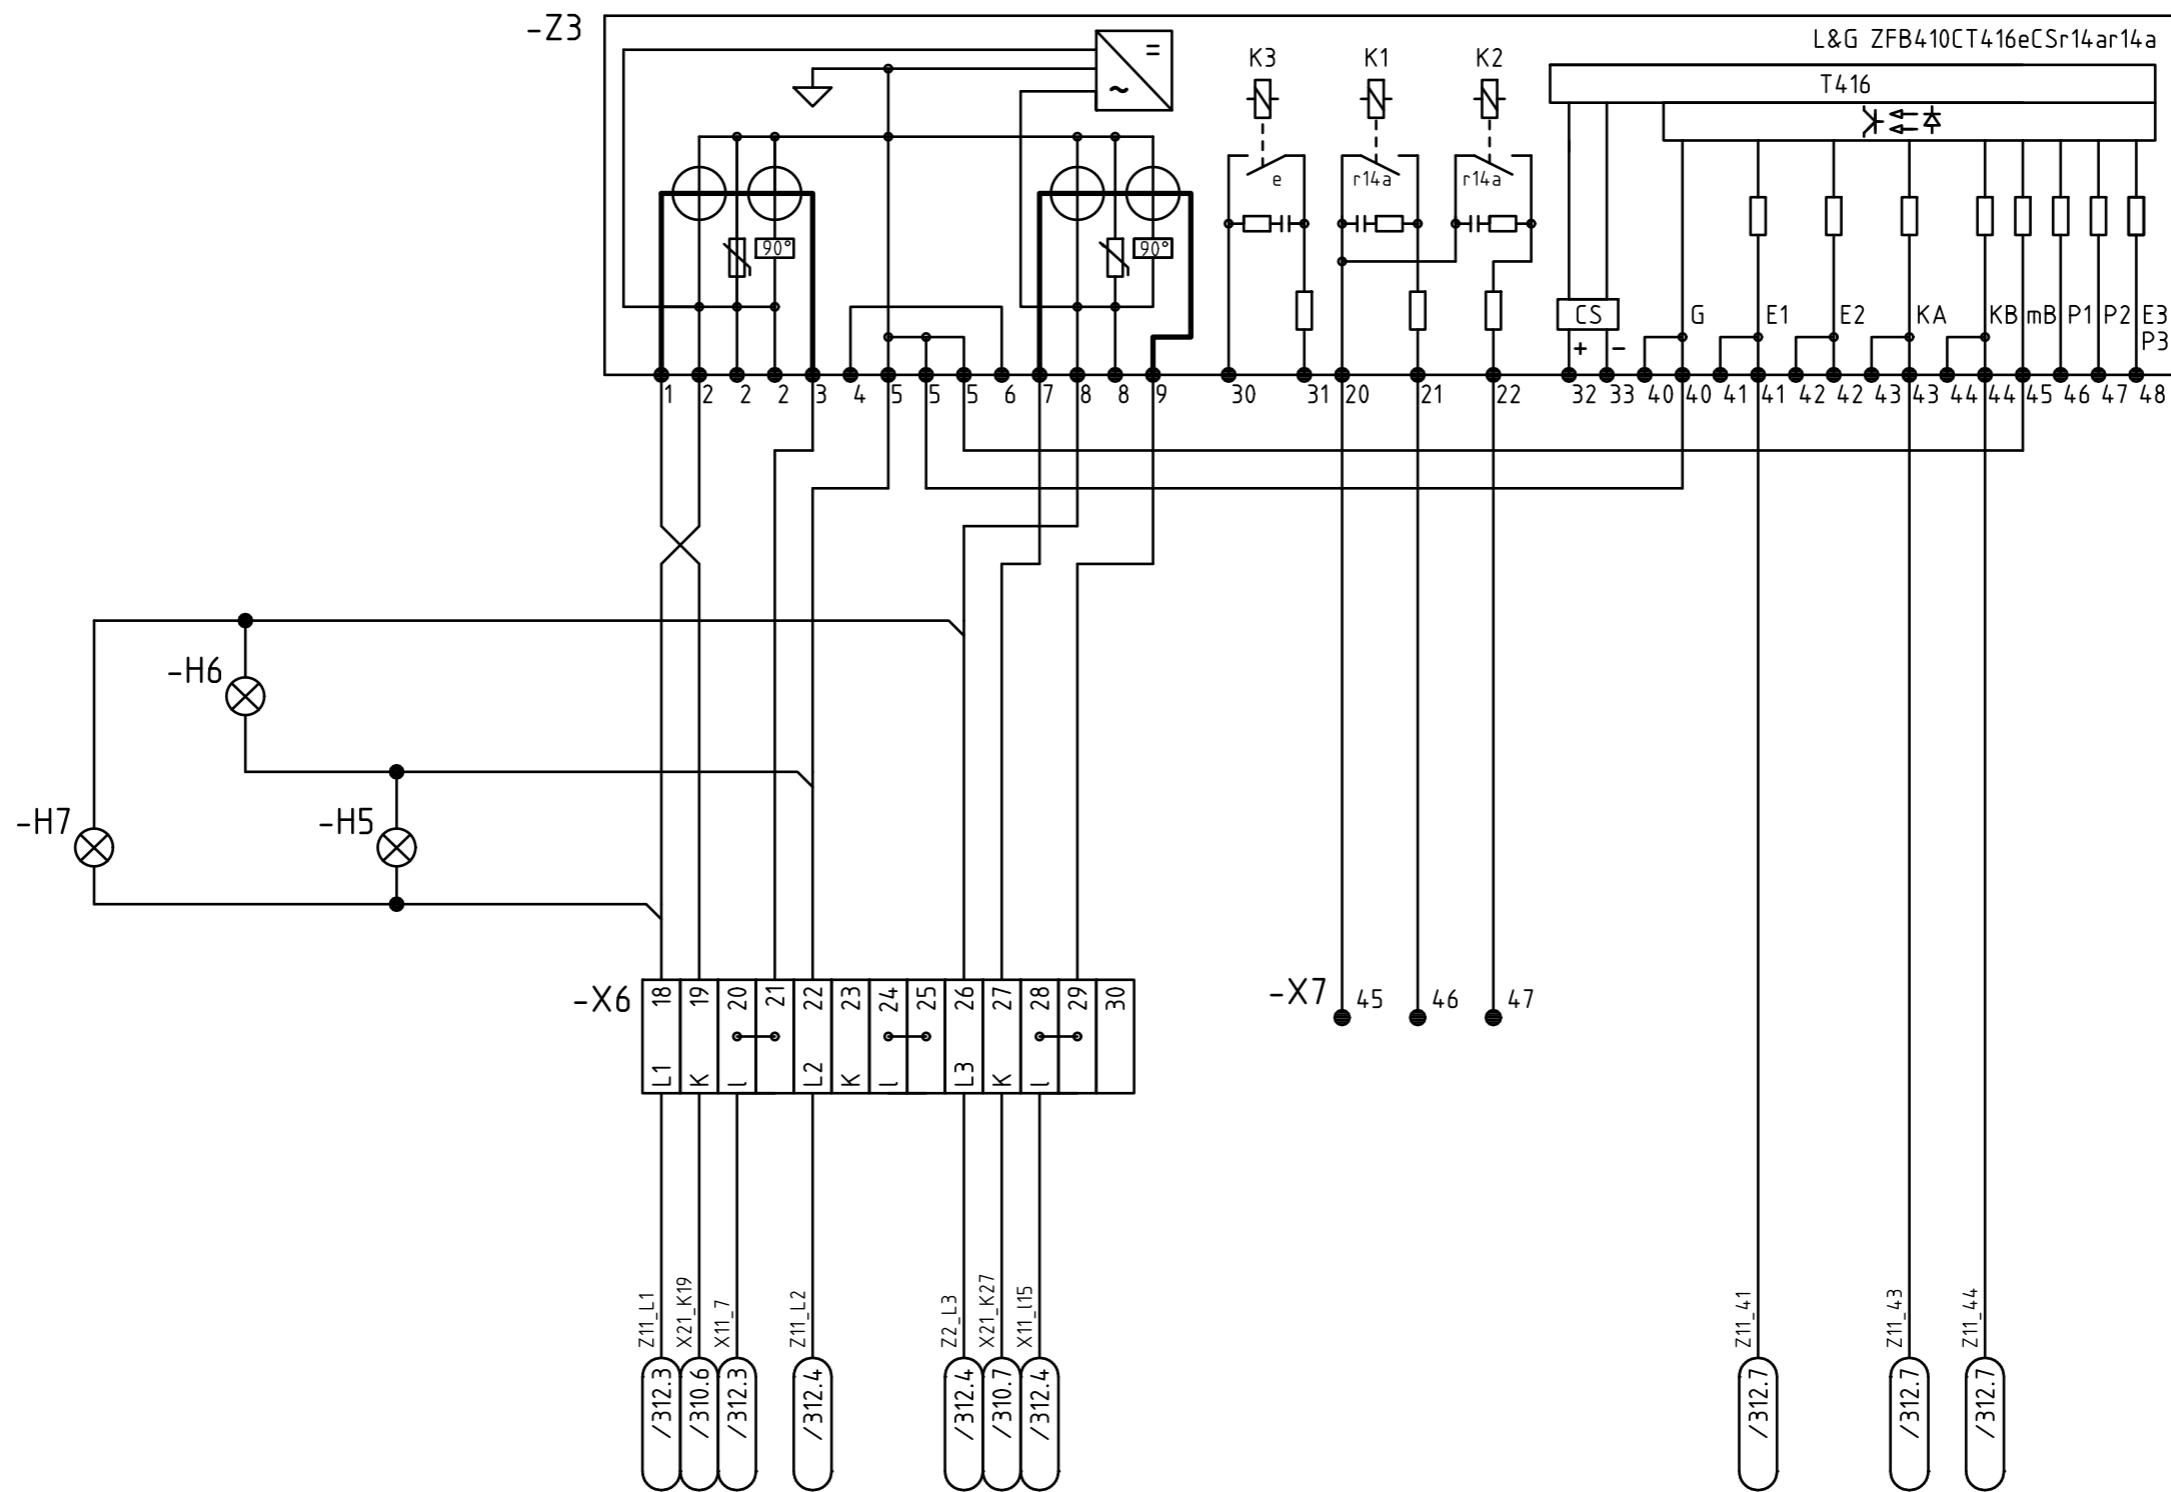 -Z3
L&G ZFB410CT416eCSr14ar14a
K3
K1
K2
T416
=
~
e
r14a
r14a
90°
90°
CS
+
-
G
E1
E2
KA
KB
mB
P1
P2
E3
P3
1
2
2
2
3
4
5
5
5
6
7
8
8
9
30
31
20
21
22
32
33
40
40
41
41
42
42
43
43
44
44
45
46
47
48
-H6
-H7
-H5
-X6
18
19
20
21
22
23
24
25
26
27
28
29
30
L1
K
l
L2
K
l
L3
K
l
-X7
45
46
47
Z11_L1
X21_K19
X11_7
Z11_L2
Z2_L3
X21_K27
X11_l15
Z11_41
Z11_43
Z11_44
/312.3
/310.6
/312.3
/312.4
/312.4
/310.7
/312.4
/312.7
/312.7
/312.7